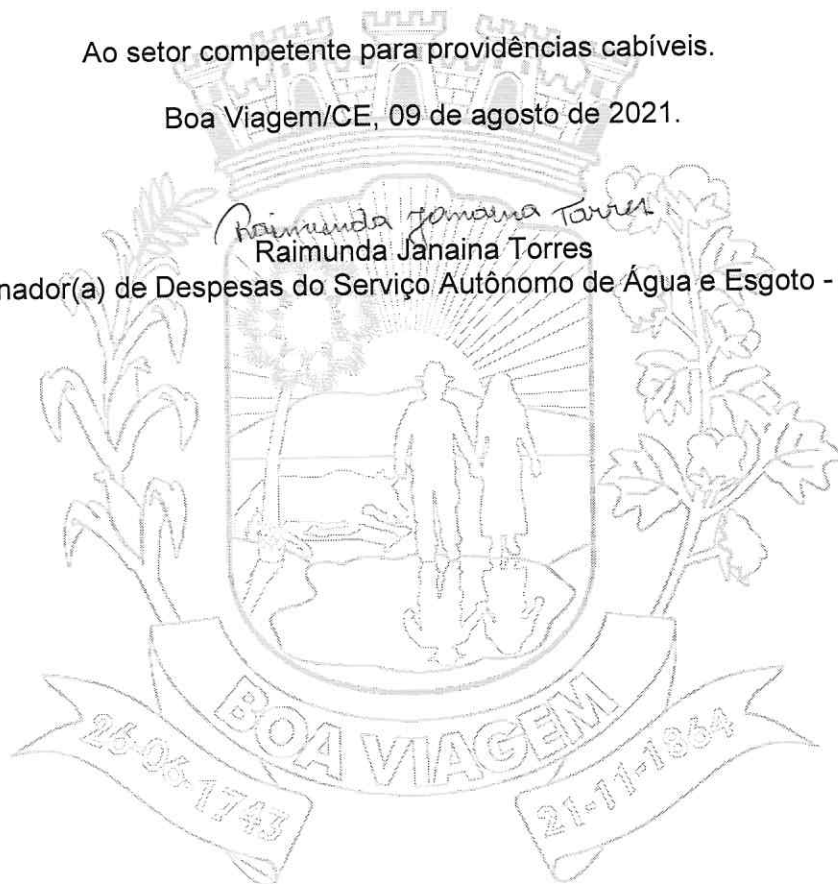 Ao setor competente para providências cabíveis.
Boa Viagem/CE, 09 de agosto de 2021.
Raimunda Janaina Torres
Raimunda Janaina Torres
nador(a) de Despesas do Serviço Autônomo de Água e Esgoto -
BOA VIAGEM
26-06-1743
21-11-1864